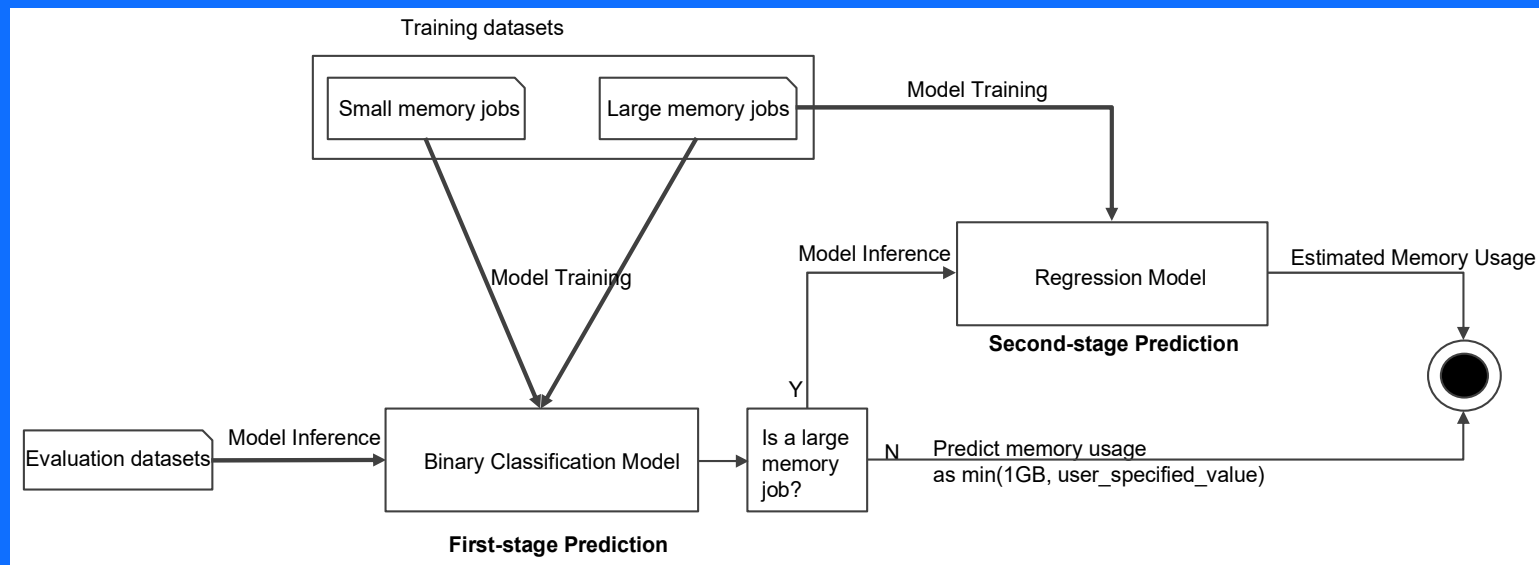 Training datasets
Small memory jobs
Large memory jobs
Model Training
Model Training
Model Inference
Regression Model
Estimated Memory Usage
Second-stage Prediction
Y
Evaluation datasets
Model Inference
Binary Classification Model
Is a large
memory
job?
N
Predict memory usage
as min(1GB, user_specified_value)
First-stage Prediction